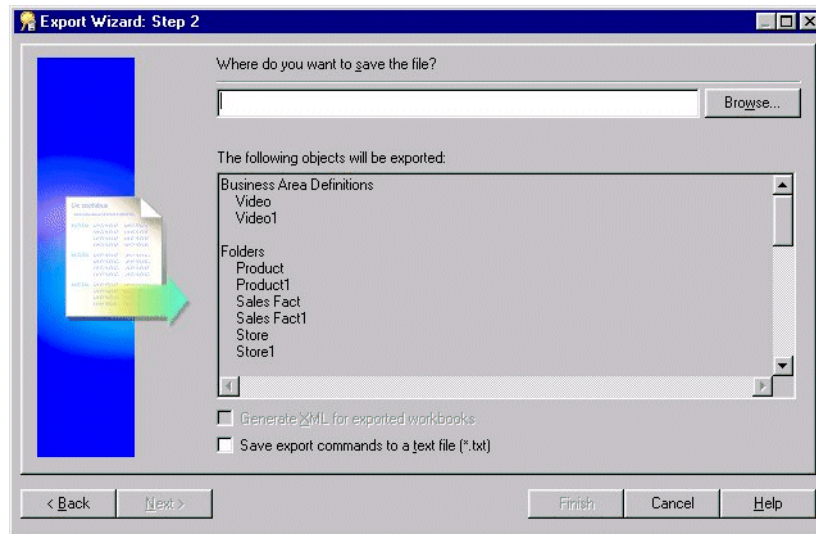 Export Wizard: Step 2
Where do you want to save the file?
Browse...
The following objects will be exported:
Business Area Definitions
Video
Video1
Folders
Product
Product1
Sales Fact
Sales Fact1
Store
Store1
Generate XML for exported workbooks
Save export commands to a text file (*.txt)
< Back Next > Finish Cancel Help